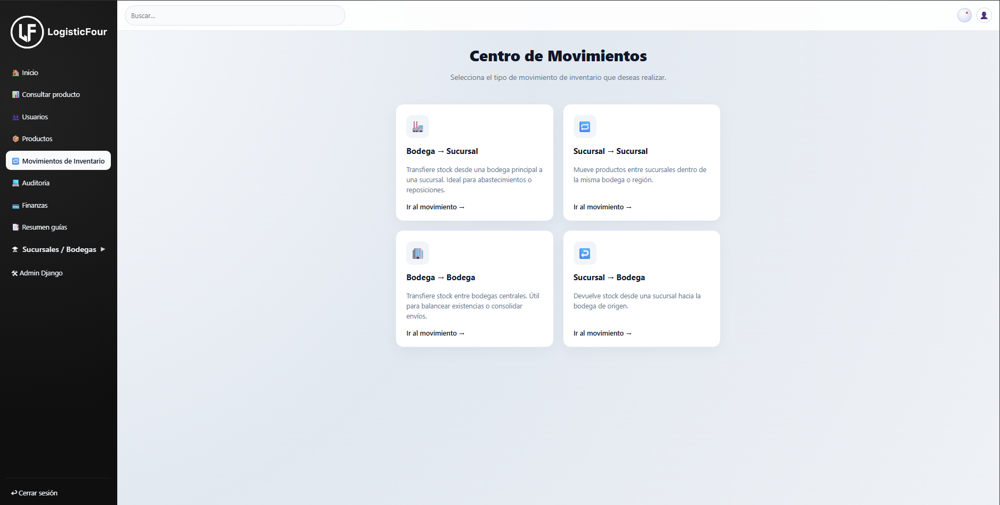 LF LogisticFour
Inicio
Consultar producto
Usuarios
Productos
Movimientos de Inventario
Auditoria
Finanzas
Resumen guías
Sucursales / Bodegas ▶
Admin Django
Cerrar sesión
Buscar...
Centro de Movimientos
Selecciona el tipo de movimiento de inventario que deseas realizar.
Bodega → Sucursal
Transfiere stock desde una bodega principal a
una sucursal. Ideal para abastecimientos o
reposiciones.
Ir al movimiento →
Sucursal → Sucursal
Mueve productos entre sucursales dentro de
la misma bodega o región.
Ir al movimiento →
Bodega → Bodega
Transfiere stock entre bodegas centrales. Útil
para balancear existencias o consolidar
envíos.
Ir al movimiento →
Sucursal → Bodega
Devuelve stock desde una sucursal hacia la
bodega de origen.
Ir al movimiento →